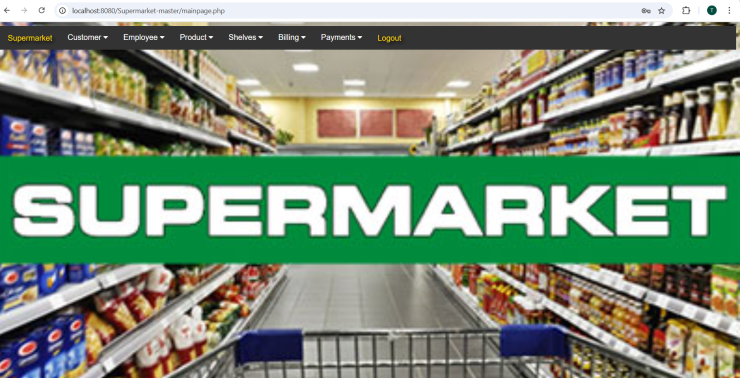 localhost:8080/Supermarket-master/mainpage.php
T
Supermarket Customer Employee Product Shelves Billing Payments Logout
SUPERMARKET